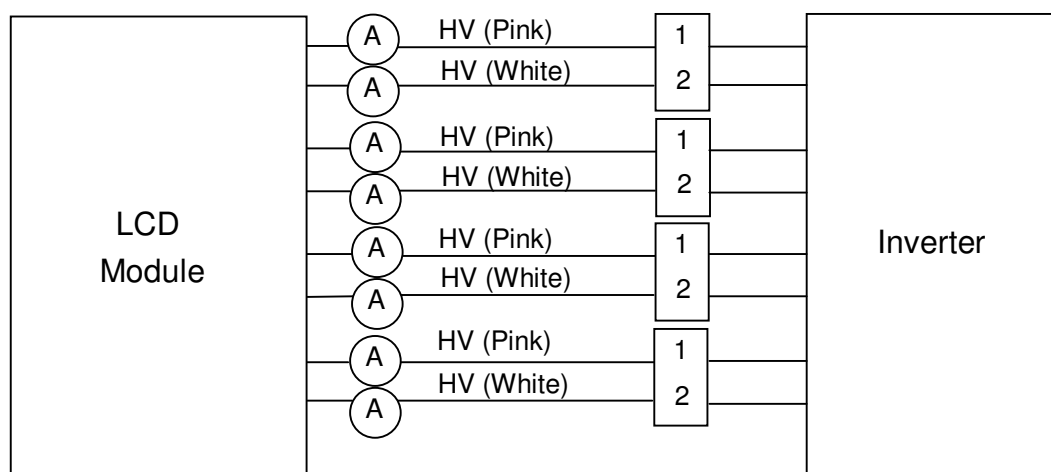 A HV (Pink) 1
A HV (White) 2
A HV (Pink) 1
A HV (White) 2
LCD
Module
A HV (Pink) 1
A HV (White) 2
Inverter
A HV (Pink) 1
A HV (White) 2